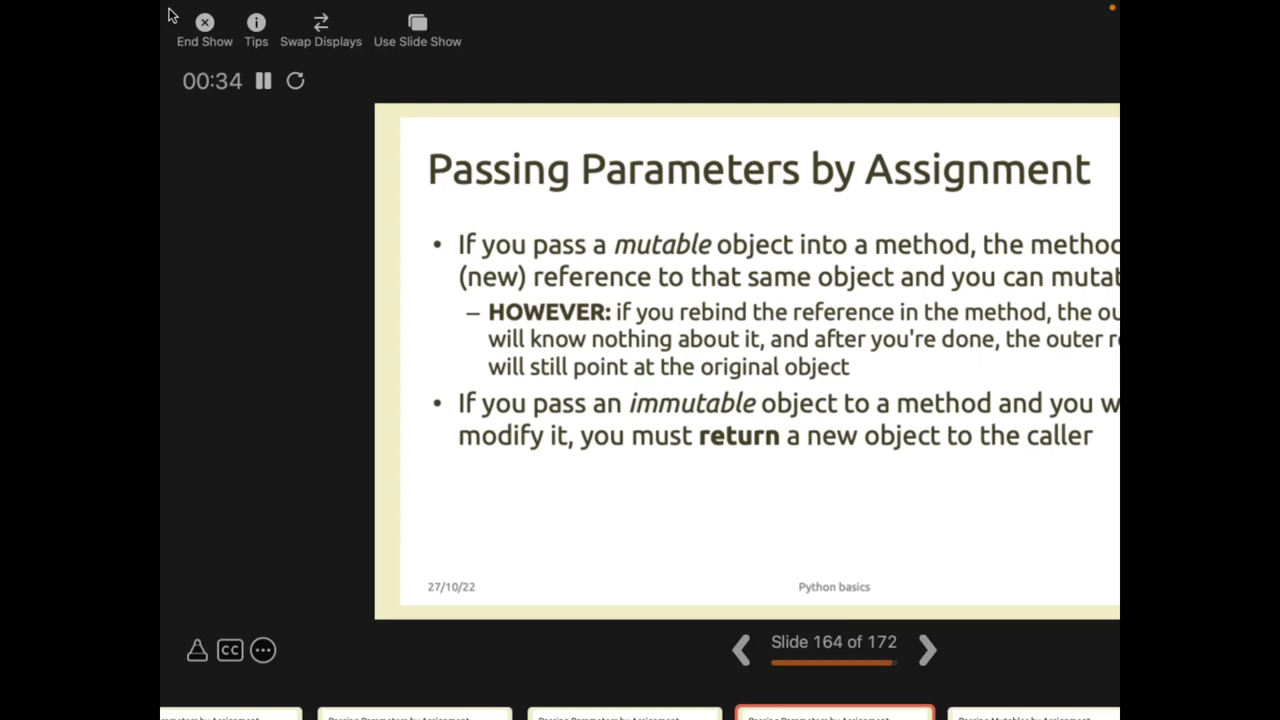 End Show Tips Swap Displays Use Slide Show
00:34
Passing Parameters by Assignment
• If you pass a mutable object into a method, the method
(new) reference to that same object and you can
– HOWEVER: if you rebind the reference in the method, the
will know nothing about it, and after you're done, the outer
will still point at the original object
• If you pass an immutable object to a method and you
modify it, you must return a new object to the caller
27/10/22 Python basics
CC
Slide 164 of 172